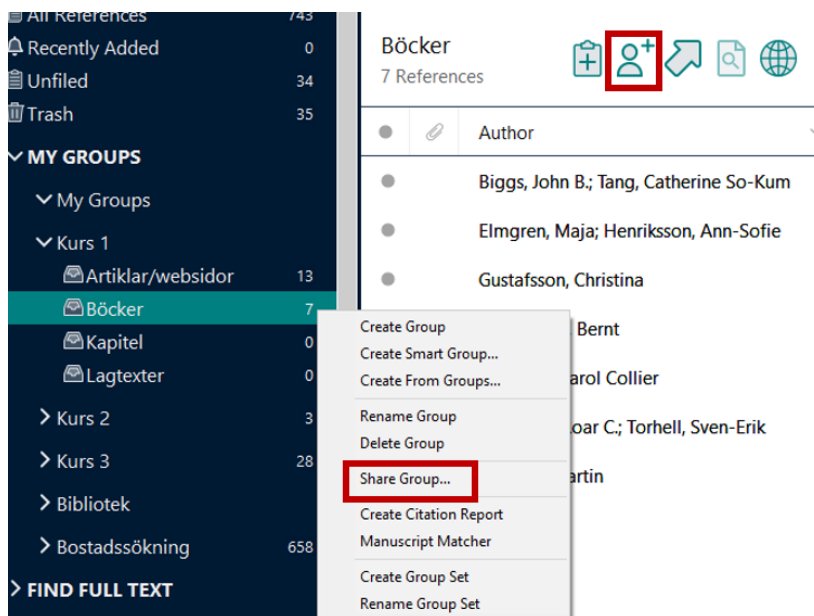 All References 743
Recently Added 0
Unfiled 34
Trash 35
MY GROUPS
My Groups
Kurs 1
Artiklar/websidor 13
Böcker 7
Kapitel 0
Lagtexter 0
Kurs 2 3
Kurs 3 28
Bibliotek
Bostadssökning 658
FIND FULL TEXT
Böcker
7 References
Author
Biggs, John B.; Tang, Catherine So-Kum
Elmgren, Maja; Henriksson, Ann-Sofie
Gustafsson, Christina
Bernt
arol Collier
oar C.; Torhell, Sven-Erik
artin
Create Group
Create Smart Group...
Create From Groups...
Rename Group
Delete Group
Share Group...
Create Citation Report
Manuscript Matcher
Create Group Set
Rename Group Set